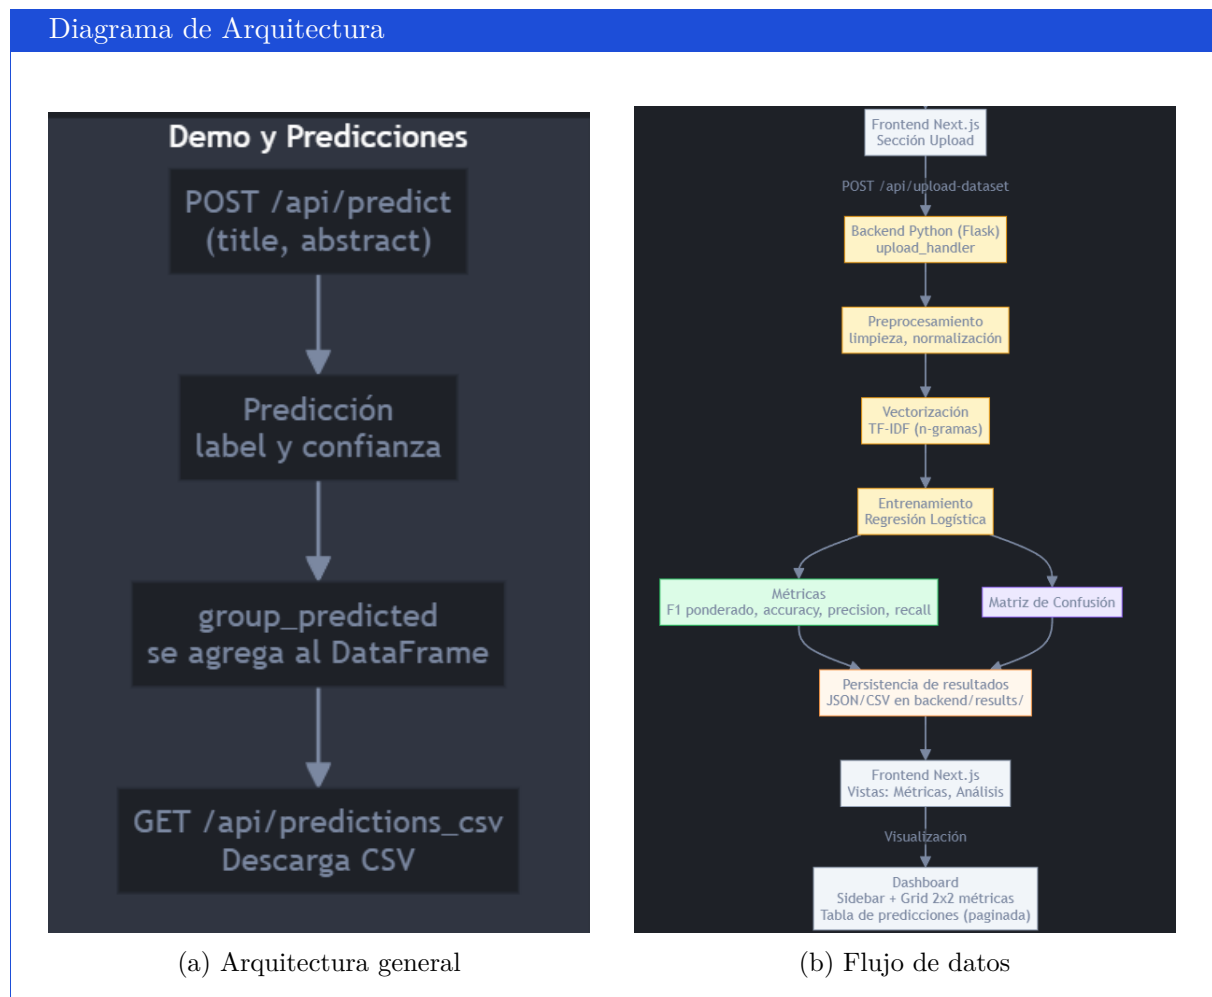 Diagrama de Arquitectura
Demo y Predicciones
POST /api/predict
(title, abstract)
Predicción
label y confianza
group_predicted
se agrega al DataFrame
GET /api/predictions_csv
Descarga CSV
(a) Arquitectura general
Frontend Next.js
Sección Upload
POST /api/upload-dataset
Backend Python (Flask)
upload_handler
Preprocesamiento
limpieza, normalización
Vectorización
TF-IDF (n-gramas)
Entrenamiento
Regresión Logística
Métricas
F1 ponderado, accuracy, precision, recall
Matriz de Confusión
Persistencia de resultados
JSON/CSV en backend/results/
Frontend Next.js
Vistas: Métricas, Análisis
Visualización
Dashboard
Sidebar + Grid 2x2 métricas
Tabla de predicciones (paginada)
(b) Flujo de datos